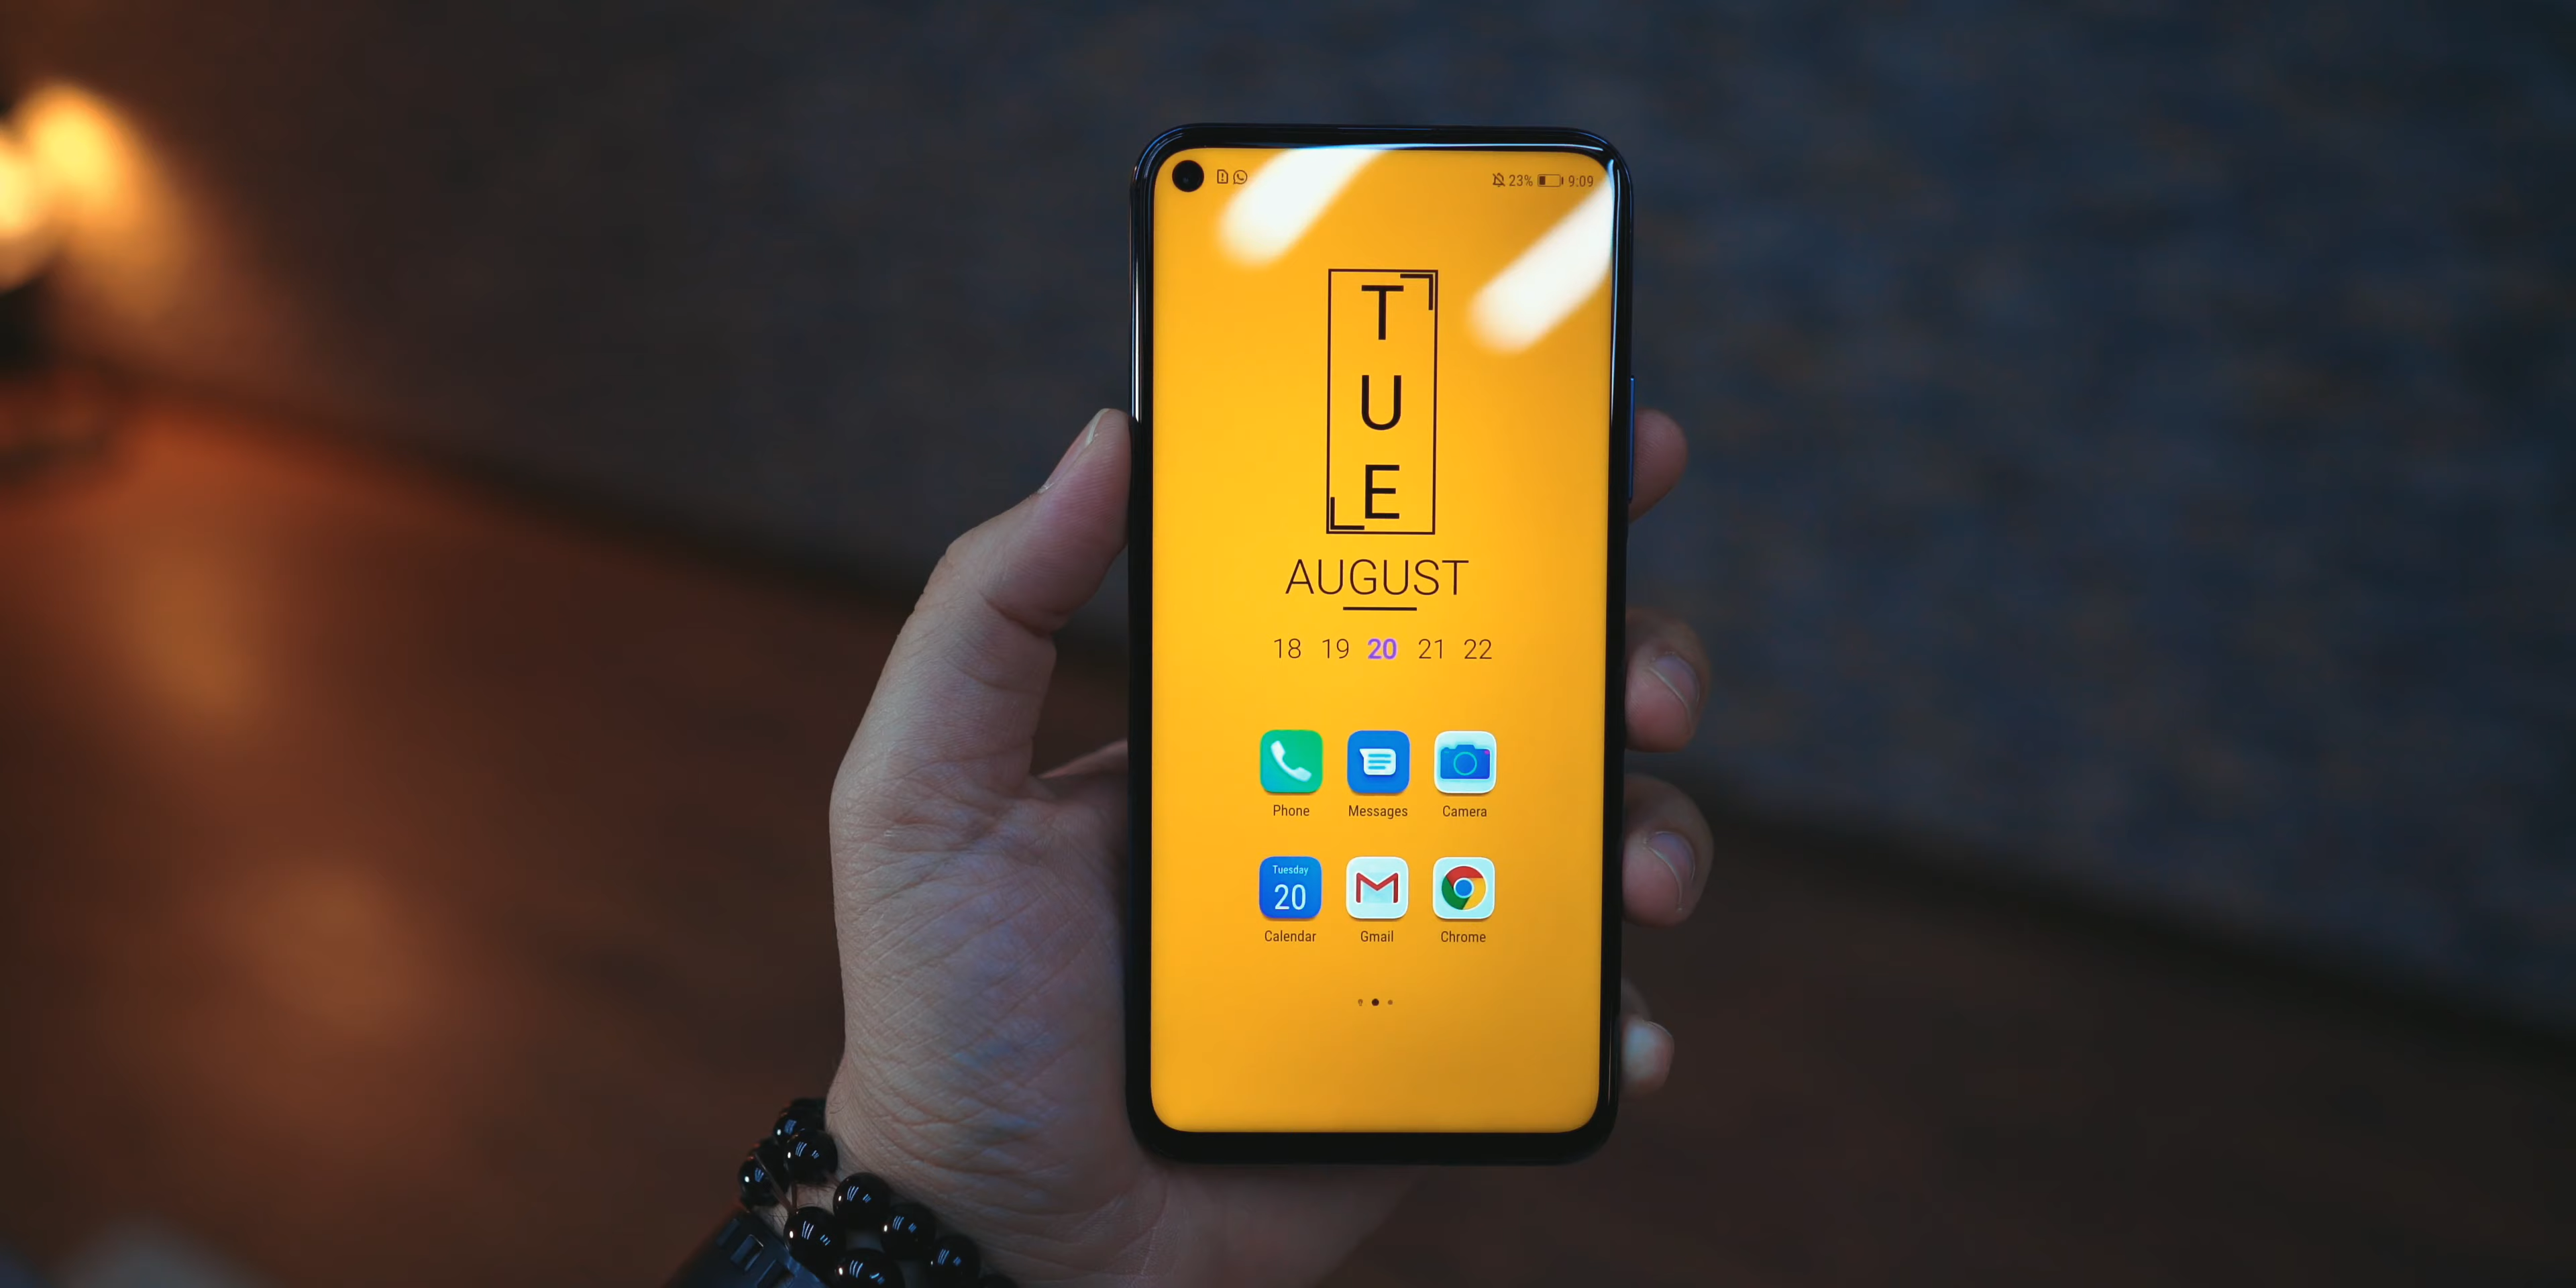 23% 9:09
T
U
E
AUGUST
18 19 20 21 22
Phone Messages Camera
Tuesday
20
Calendar Gmail Chrome